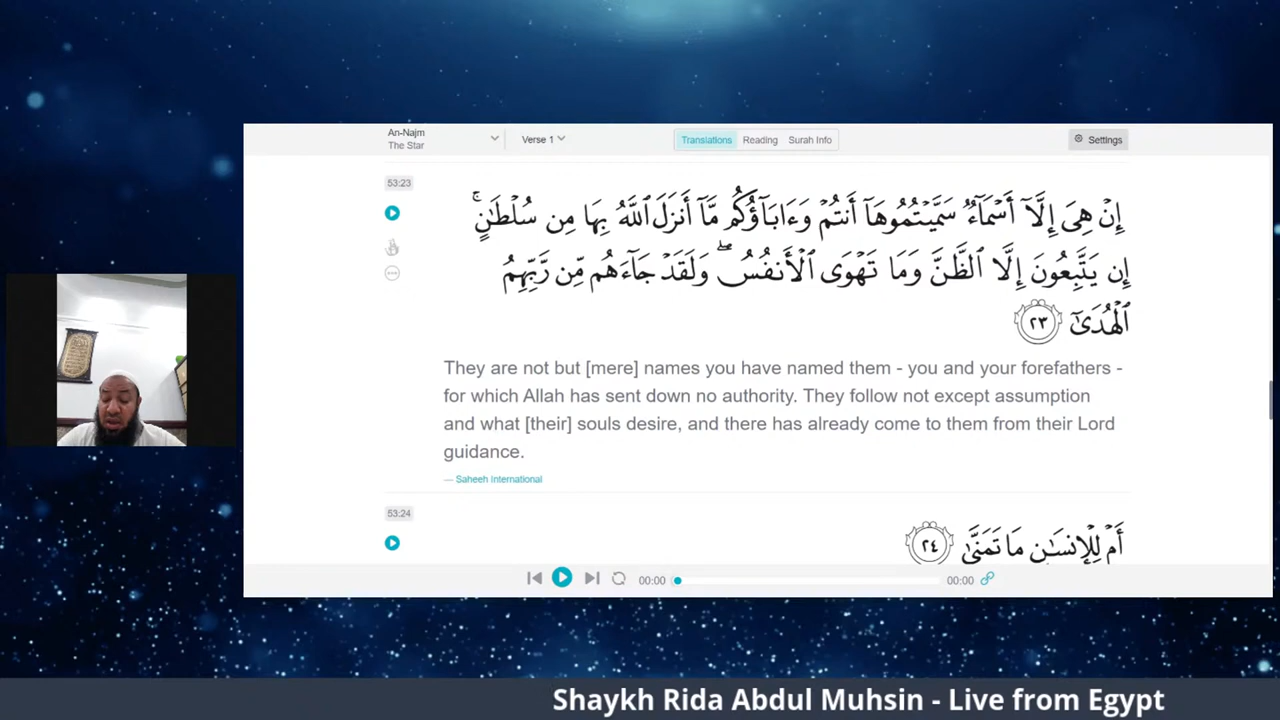 An-Najm
The Star
Verse 1
Translations
Reading
Surah Info
Settings
53:23
إِنْ هِىَ إِلَّآ أَسْمَآءٌ سَمَّيْتُمُوهَآ أَنتُمْ وَءَابَآؤُكُم مَّآ أَنزَلَ ٱللَّهُ بِهَا مِن سُلْطَـٰنٍ ۚ
إِن يَتَّبِعُونَ إِلَّا ٱلظَّنَّ وَمَا تَهْوَى ٱلْأَنفُسُ ۖ وَلَقَدْ جَآءَهُم مِّن رَّبِّهِمُ
ٱلْهُدَىٰٓ ٢٣
They are not but [mere] names you have named them - you and your forefathers -
for which Allah has sent down no authority. They follow not except assumption
and what [their] souls desire, and there has already come to them from their Lord
guidance.
— Saheeh International
53:24
أَمْ لِلْإِنسَـٰنِ مَا تَمَنَّىٰ ٢٤
00:00
00:00
Shaykh Rida Abdul Muhsin - Live from Egypt